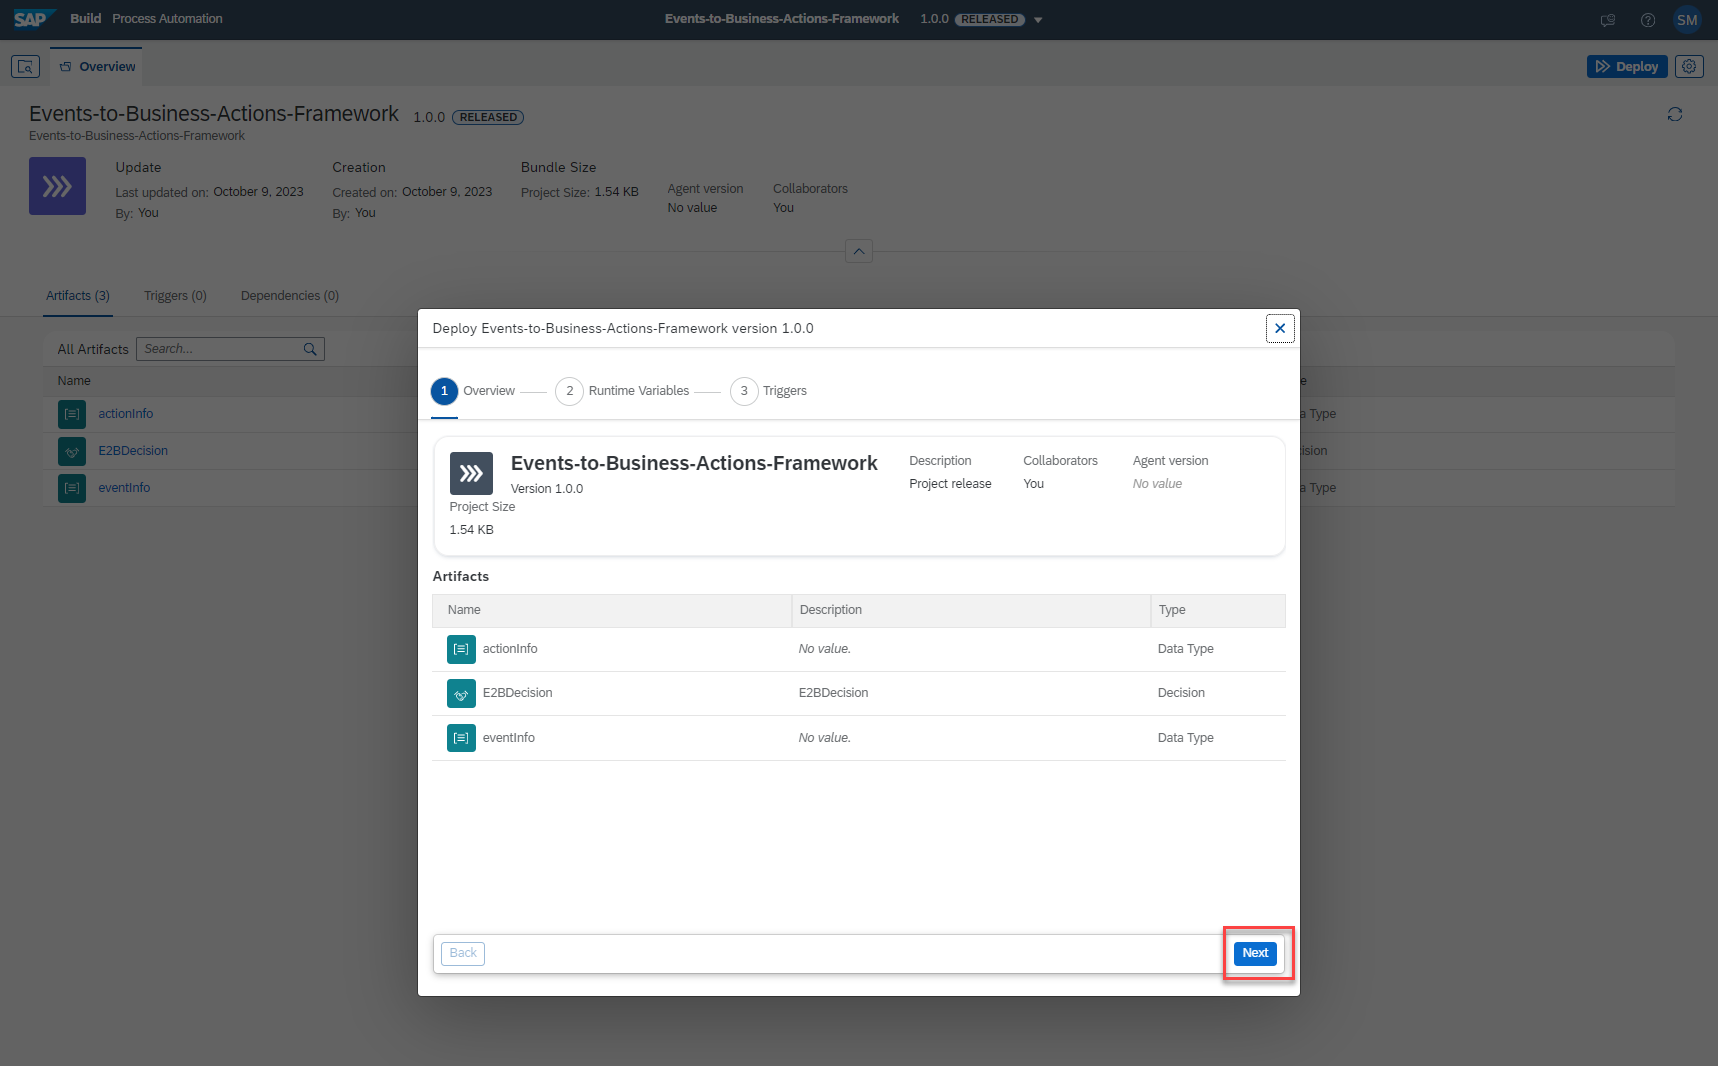 SAP Build Process Automation
Events-to-Business-Actions-Framework 1.0.0 RELEASED
SM
Overview
Deploy
Events-to-Business-Actions-Framework 1.0.0 RELEASED
Events-to-Business-Actions-Framework
Update
Last updated on: October 9, 2023
By: You
Creation
Created on: October 9, 2023
By: You
Bundle Size
Project Size: 1.54 KB
Agent version
No value
Collaborators
You
Artifacts (3) Triggers (0) Dependencies (0)
All Artifacts Search...
Name
actionInfo
E2BDecision
eventInfo
Deploy Events-to-Business-Actions-Framework version 1.0.0
1 Overview 2 Runtime Variables 3 Triggers
Events-to-Business-Actions-Framework
Version 1.0.0
Project Size
1.54 KB
Description
Project release
Collaborators
You
Agent version
No value
Artifacts
Name Description Type
actionInfo No value. Data Type
E2BDecision E2BDecision Decision
eventInfo No value. Data Type
Back Next